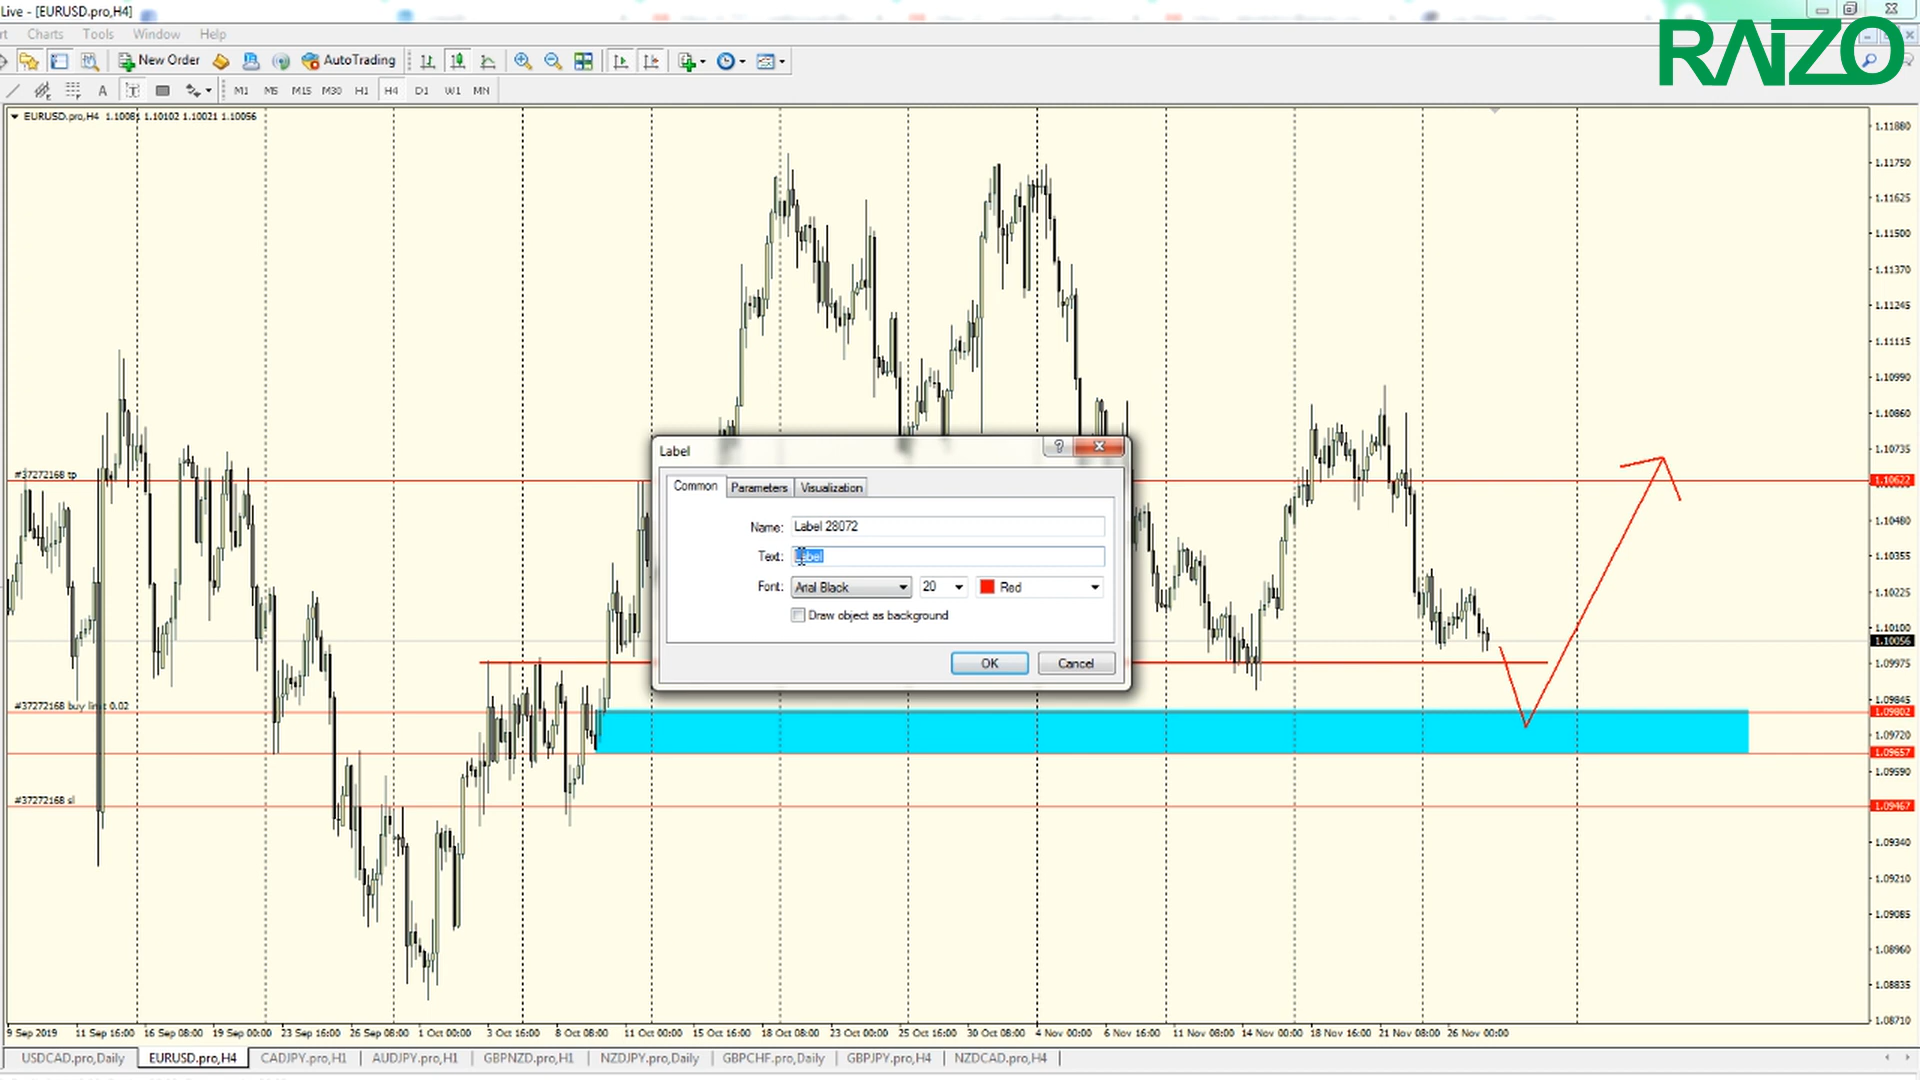 Live - [EURUSD.pro,H4]
Charts Tools Window Help
RAIZO
New Order AutoTrading
A T M1 M5 M15 M30 H1 H4 D1 W1 MN
EURUSD.pro,H4 1.10081 1.10102 1.10021 1.10056
1.11880
1.11750
1.11625
1.11500
1.11370
1.11245
1.11115
1.10990
1.10860
1.10735
#37272168 tp
1.10622
1.10480
1.10355
1.10225
1.10100
1.10056
1.09975
1.09845
#37272168 buy limit 0.02
1.09802
1.09720
1.09657
1.09590
#37272168 sl
1.09467
1.09340
1.09210
1.09085
1.08960
1.08835
1.08710
Label
?
Common Parameters Visualization
Name: Label 28072
Text: Label
Font: Arial Black 20 Red
Draw object as background
OK Cancel
9 Sep 2019 11 Sep 16:00 16 Sep 08:00 19 Sep 00:00 23 Sep 16:00 26 Sep 08:00 1 Oct 00:00 3 Oct 16:00 8 Oct 08:00 11 Oct 00:00 15 Oct 16:00 18 Oct 08:00 23 Oct 00:00 25 Oct 16:00 30 Oct 08:00 4 Nov 00:00 6 Nov 16:00 11 Nov 08:00 14 Nov 00:00 18 Nov 16:00 21 Nov 08:00 26 Nov 00:00
USDCAD.pro,Daily EURUSD.pro,H4 CADJPY.pro,H1 AUDJPY.pro,H1 GBPNZD.pro,H1 NZDJPY.pro,Daily GBPCHF.pro,Daily GBPJPY.pro,H4 NZDCAD.pro,H4